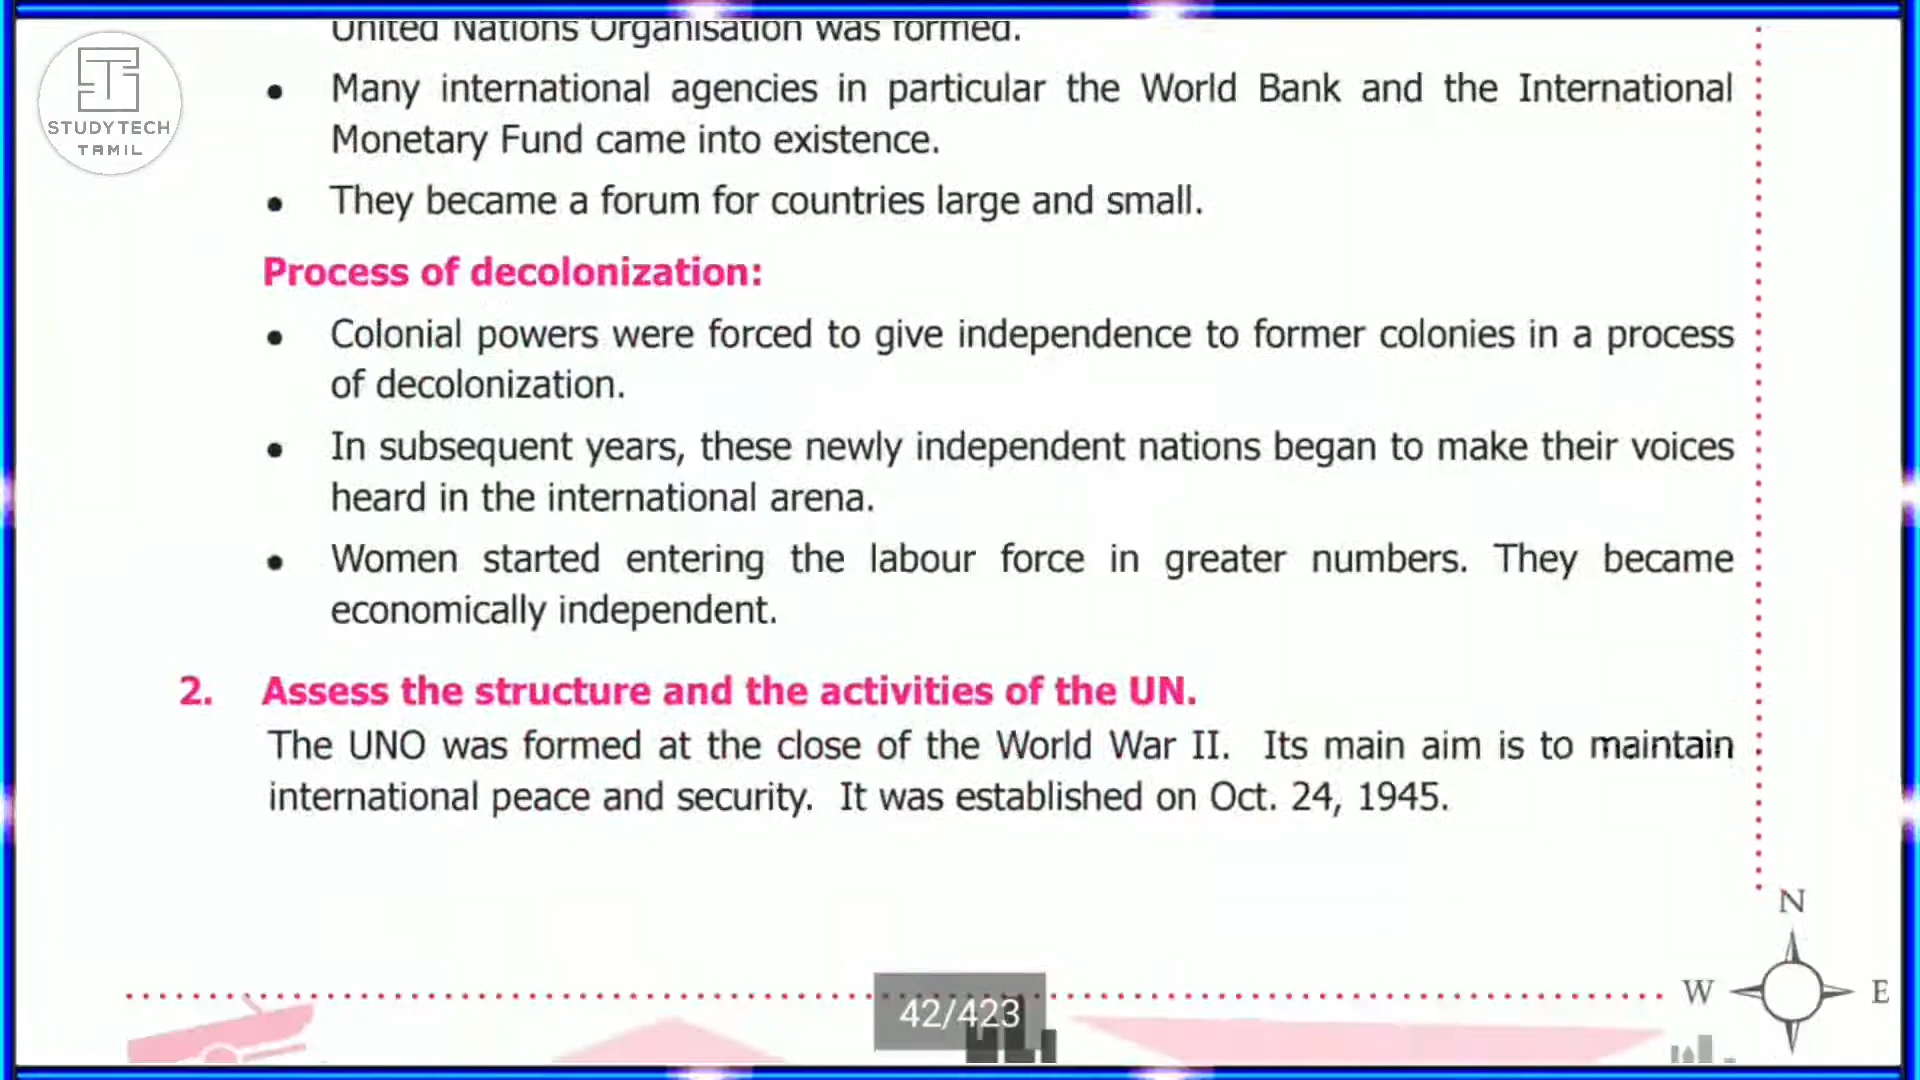 United Nations Organisation was formed.
STUDYTECH
TAMIL
• Many international agencies in particular the World Bank and the International
Monetary Fund came into existence.
• They became a forum for countries large and small.
Process of decolonization:
• Colonial powers were forced to give independence to former colonies in a process
of decolonization.
• In subsequent years, these newly independent nations began to make their voices
heard in the international arena.
• Women started entering the labour force in greater numbers. They became
economically independent.
2. Assess the structure and the activities of the UN.
The UNO was formed at the close of the World War II. Its main aim is to maintain
international peace and security. It was established on Oct. 24, 1945.
N
W E
42/423